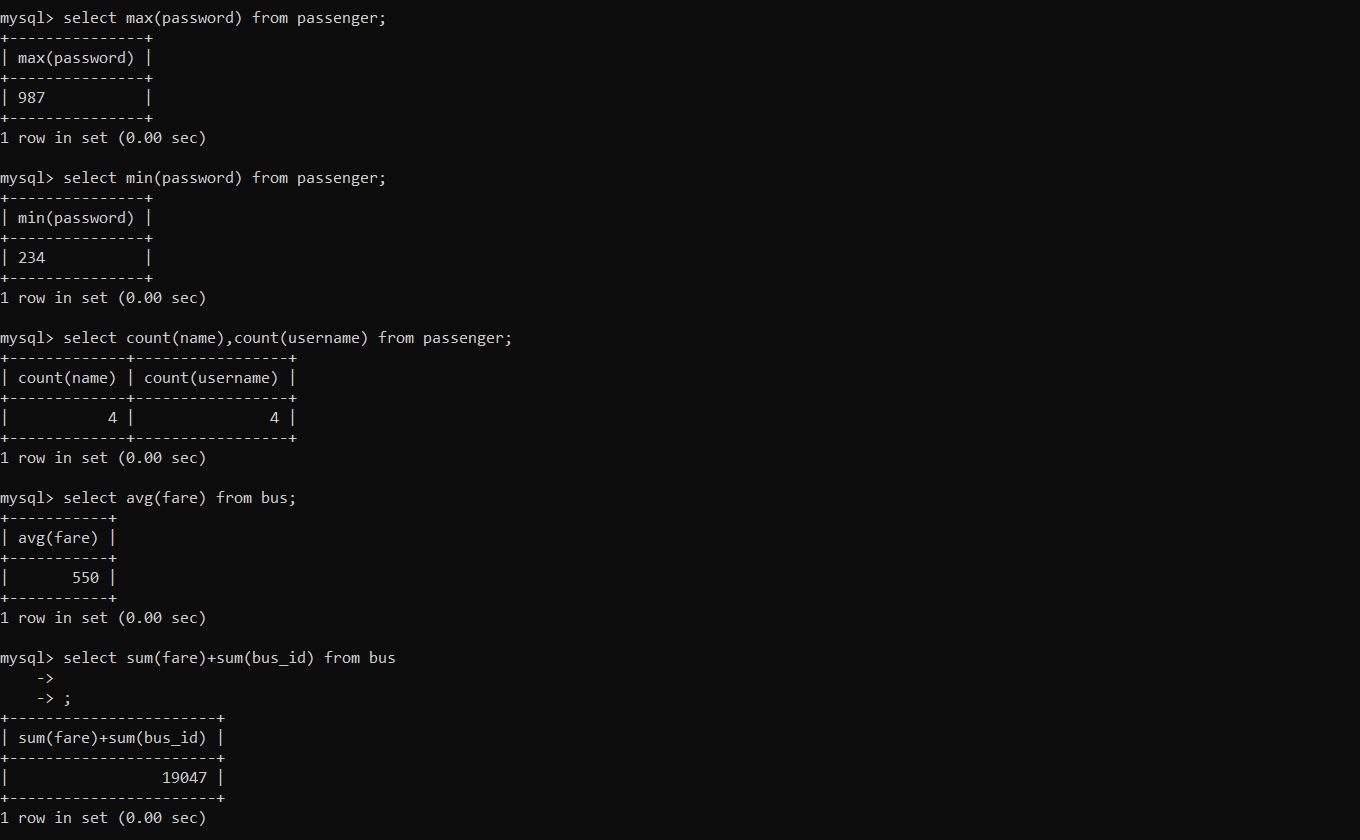 mysql> select max(password) from passenger;
+---------------+
| max(password) |
+---------------+
| 987           |
+---------------+
1 row in set (0.00 sec)

mysql> select min(password) from passenger;
+---------------+
| min(password) |
+---------------+
| 234           |
+---------------+
1 row in set (0.00 sec)

mysql> select count(name),count(username) from passenger;
+-------------+-----------------+
| count(name) | count(username) |
+-------------+-----------------+
|           4 |               4 |
+-------------+-----------------+
1 row in set (0.00 sec)

mysql> select avg(fare) from bus;
+-----------+
| avg(fare) |
+-----------+
|       550 |
+-----------+
1 row in set (0.00 sec)

mysql> select sum(fare)+sum(bus_id) from bus
    ->
    -> ;
+-----------------------+
| sum(fare)+sum(bus_id) |
+-----------------------+
|                 19047 |
+-----------------------+
1 row in set (0.00 sec)